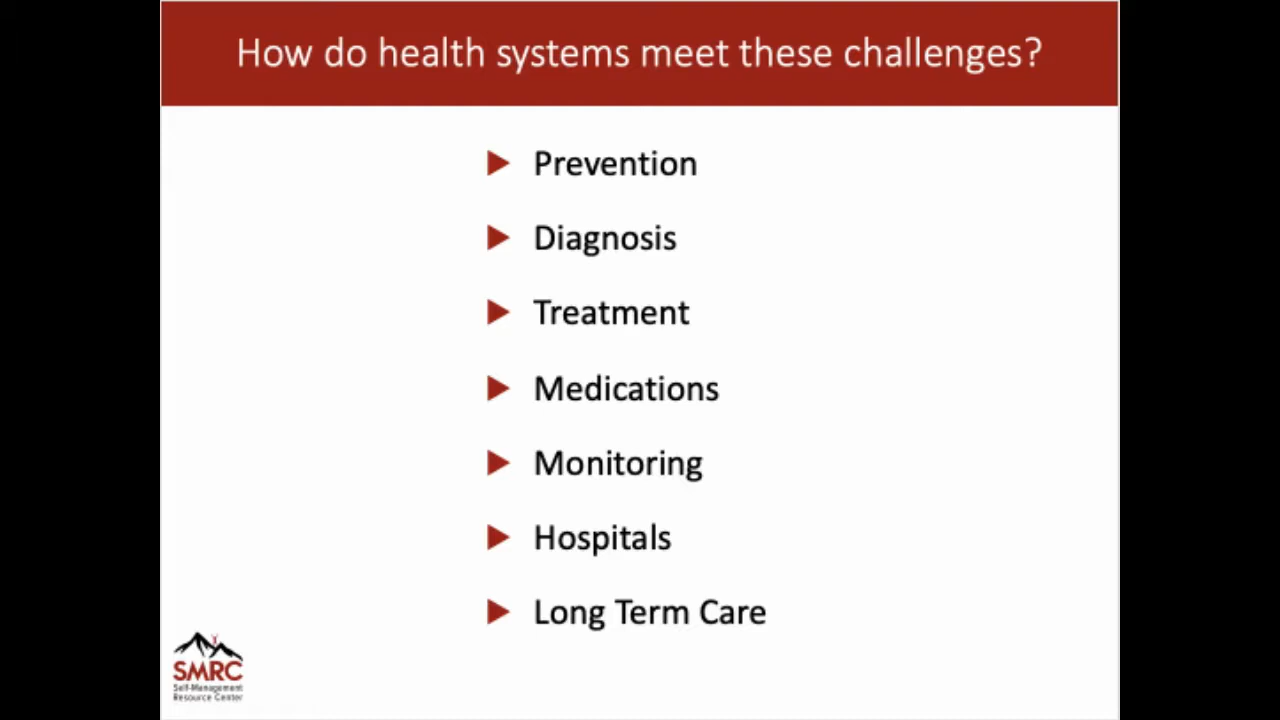 How do health systems meet these challenges?
Prevention
Diagnosis
Treatment
Medications
Monitoring
Hospitals
Long Term Care
SMRC
Self-Management
Resource Center